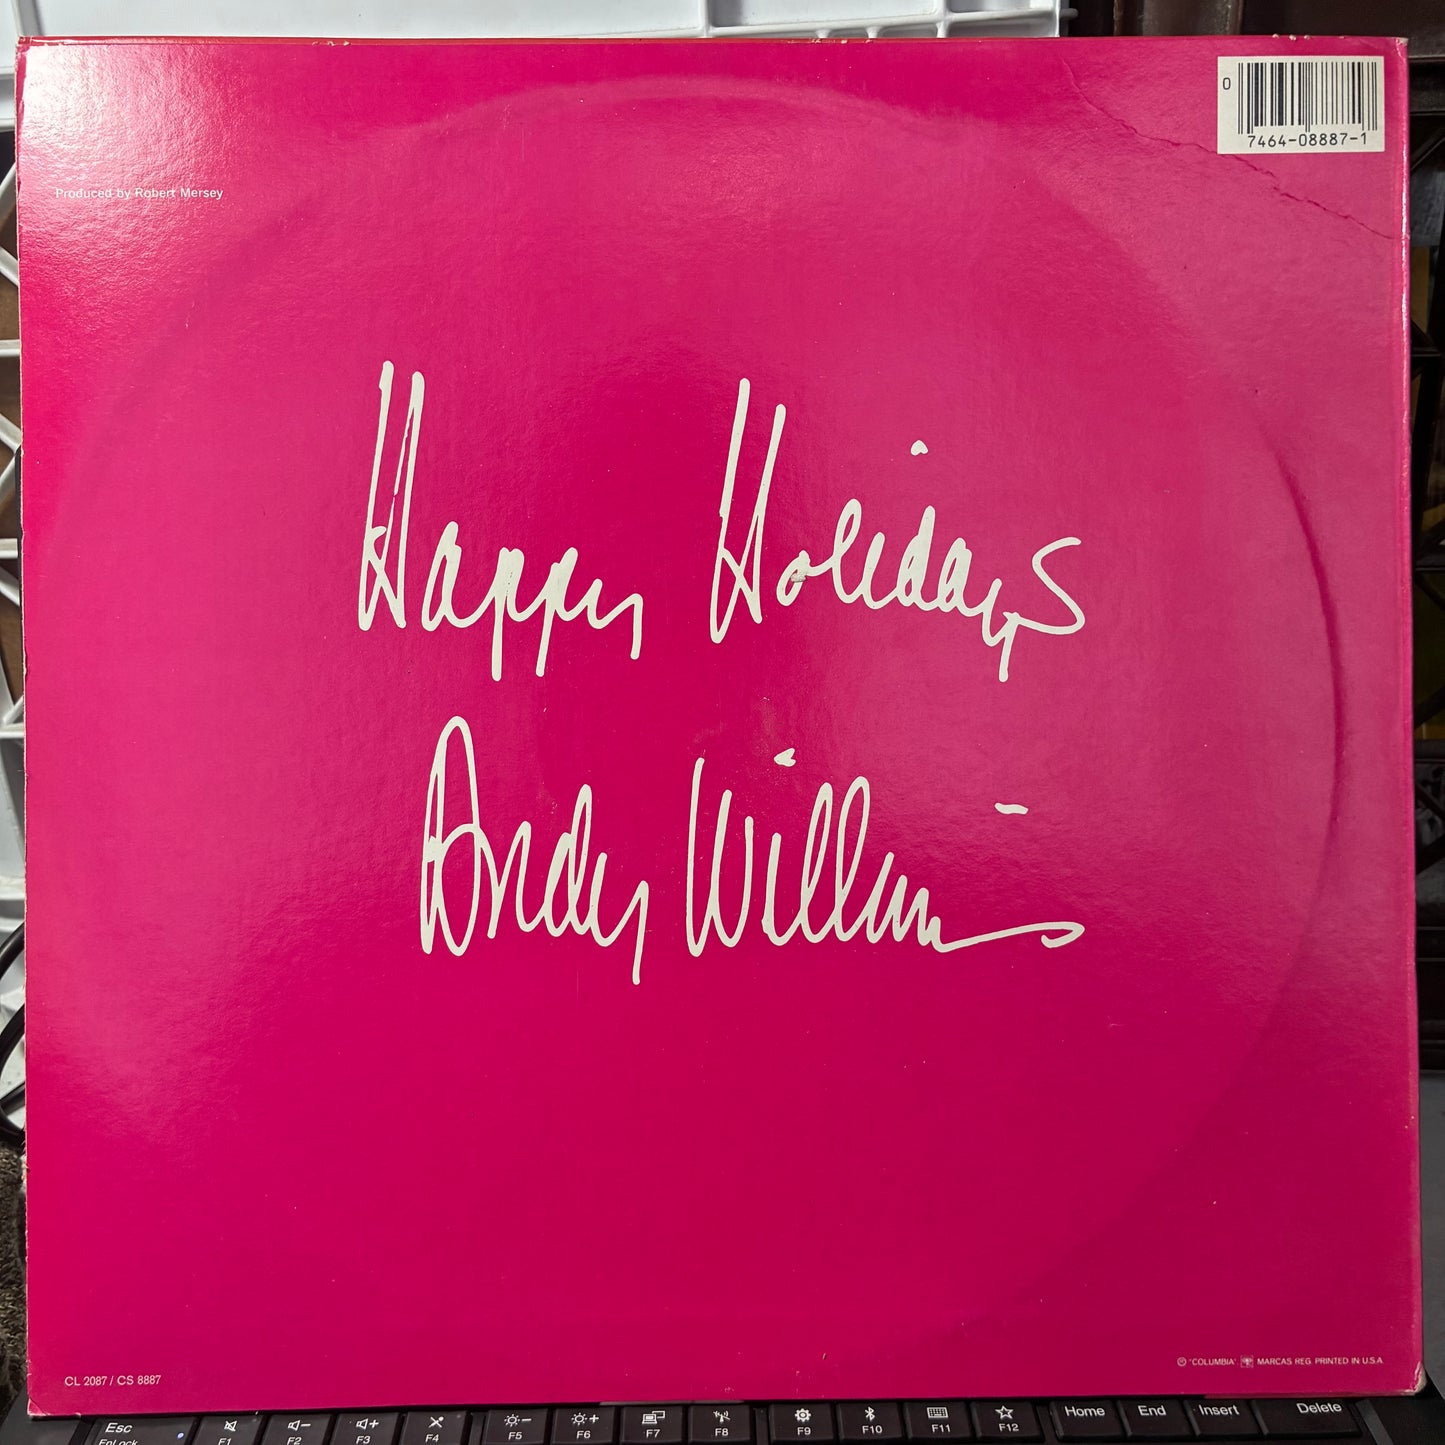 0
7464-08887-1
Produced by Robert Mersey
Happy Holidays
Andy Williams
CL 2087 / CS 8887
℗ "COLUMBIA" MARCAS REG. PRINTED IN U.S.A.
Esc
FnLock
F1
F2
F3
F4
F5
F6
F7
F8
F9
F10
F11
F12
Home
End
Insert
Delete